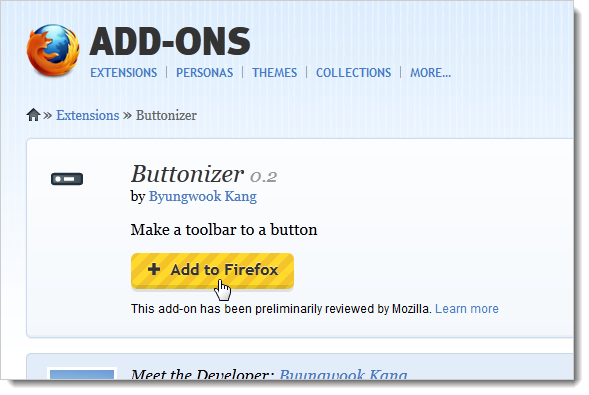 ADD-ONS
EXTENSIONS | PERSONAS | THEMES | COLLECTIONS | MORE...
» Extensions » Buttonizer
Buttonizer 0.2
by Byungwook Kang
Make a toolbar to a button
+ Add to Firefox
This add-on has been preliminarily reviewed by Mozilla. Learn more
Meet the Developer: Byungwook Kang